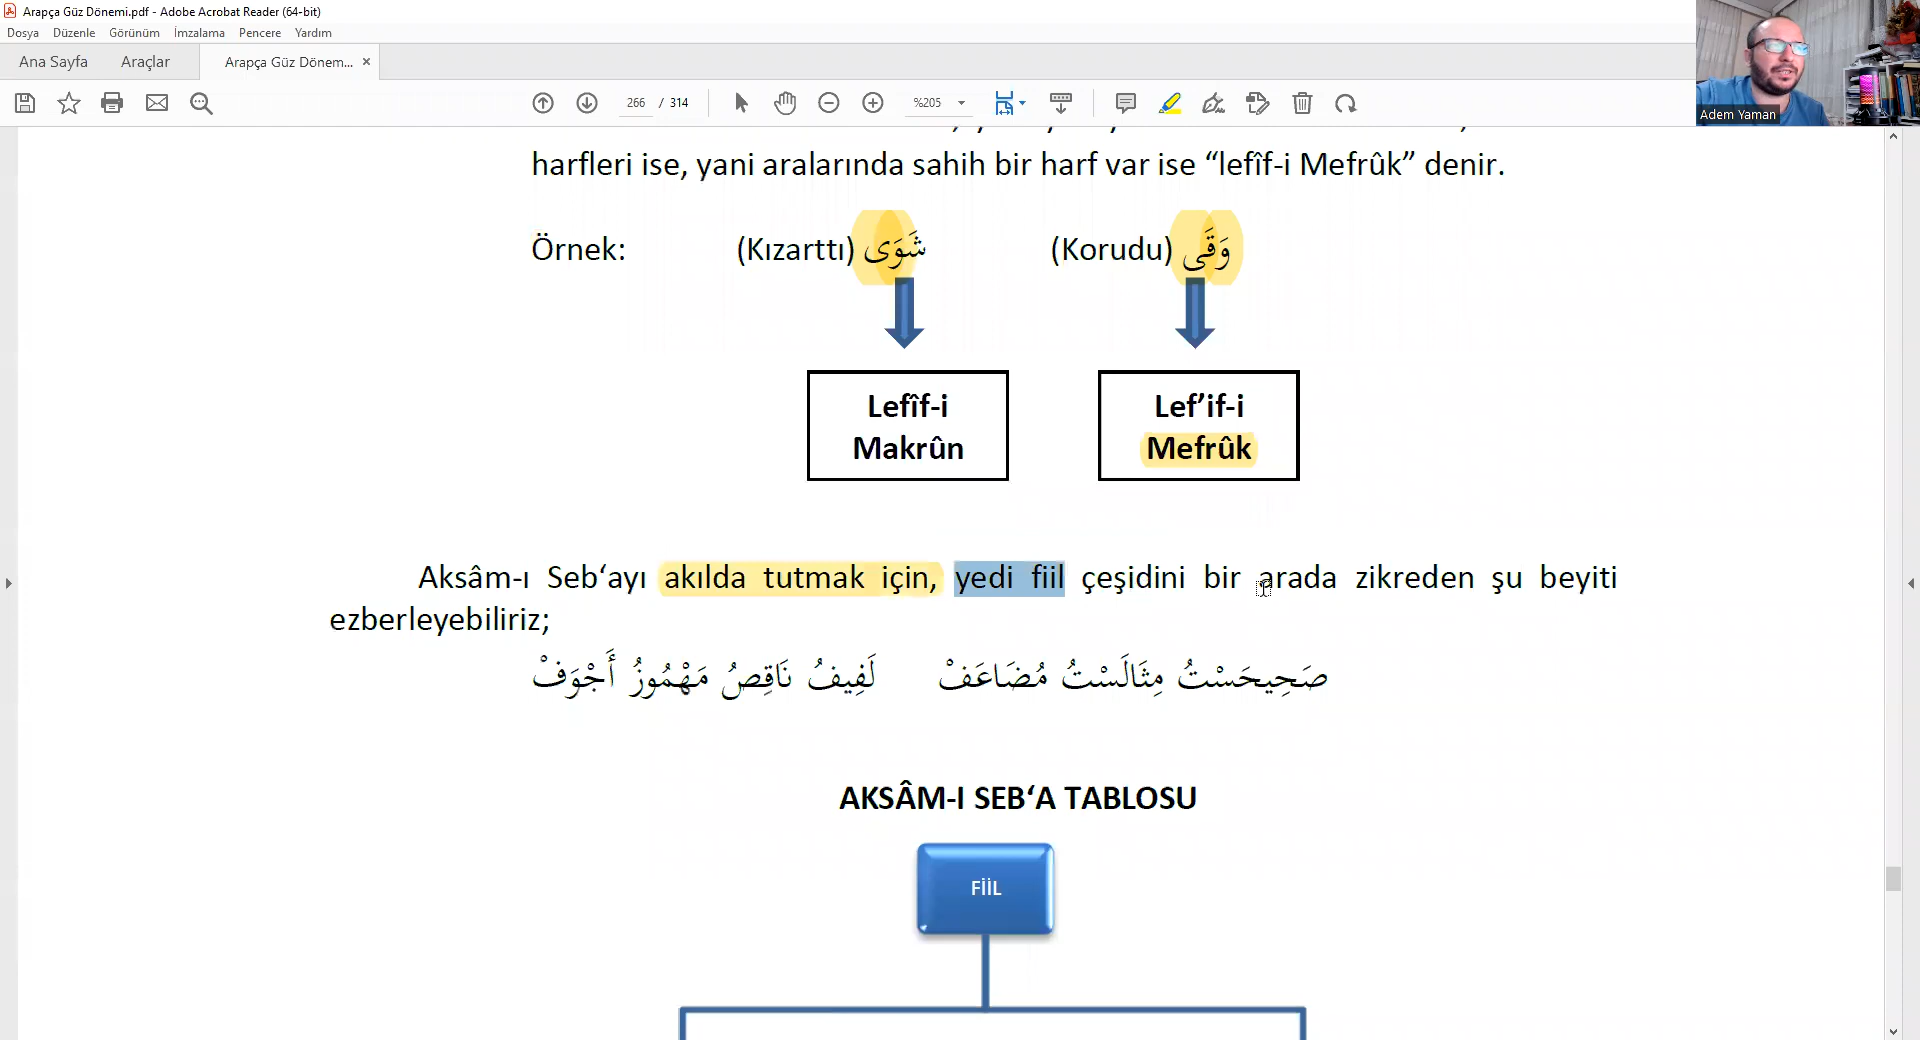 Arapça Güz Dönemi.pdf - Adobe Acrobat Reader (64-bit)
Dosya Düzenle Görünüm İmzalama Pencere Yardım
Ana Sayfa Araçlar Arapça Güz Dönem... ×
266 / 314 %205
Adem Yaman
harfleri ise, yani aralarında sahih bir harf var ise “lefîf-i Mefrûk” denir.
Örnek: (Kızarttı) شَوَى (Korudu) وَقَى
Lefîf-i
Makrûn
Lef’if-i
Mefrûk
Aksâm-ı Seb‘ayı akılda tutmak için, yedi fiil çeşidini bir arada zikreden şu beyiti
ezberleyebiliriz;
صَحِيحَسْتُ مِثَالَسْتُ مُضَاعَفْ لَفِيفُ نَاقِصُ مَهْمُوزُ أَجْوَفْ
AKSÂM-I SEB‘A TABLOSU
FİİL